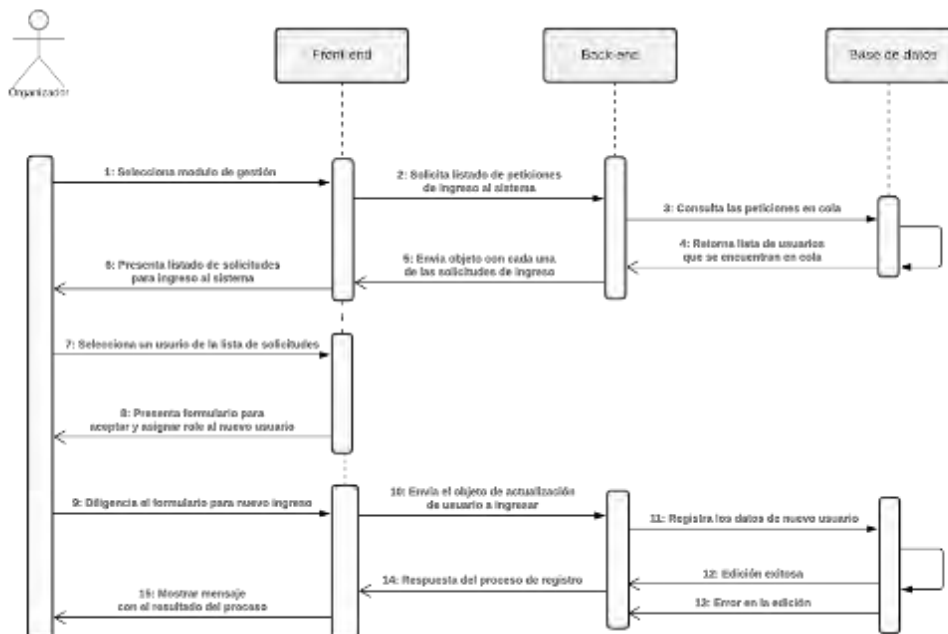 Organizador
Front-end
Back-end
Base de datos
1: Selecciona modulo de gestión
2: Solicita listado de peticiones
de ingreso al sistema
3: Consulta las peticiones en cola
4: Retorna lista de usuarios
que se encuentran en cola
5: Envia objeto con cada una
de las solicitudes de ingreso
6: Presenta listado de solicitudes
para ingreso al sistema
7: Selecciona un usurio de la lista de solicitudes
8: Presenta formulario para
aceptar y asignar role al nuevo usuario
9: Diligencia el formulario para nuevo ingreso
10: Envia el objeto de actualización
de usuario a ingresar
11: Registra los datos de nuevo usuario
12: Edición exitosa
13: Error en la edición
14: Respuesta del proceso de registro
15: Mostrar mensaje
con el resultado del proceso